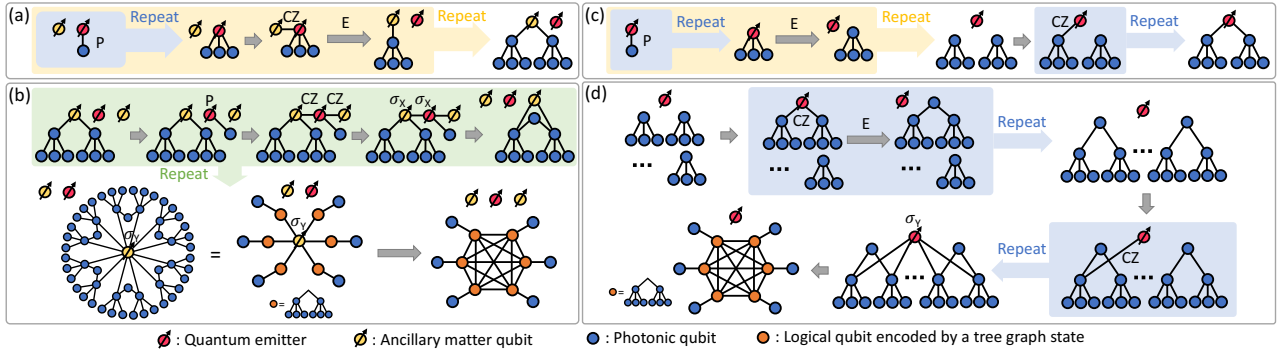 (a)
P
Repeat
CZ
E
Repeat
(b)
P
CZ CZ
σX σX
Repeat
σY
=
σY
=
(c)
P
Repeat
E
Repeat
CZ
Repeat
(d)
CZ
E
Repeat
...
...
...
...
CZ
...
Repeat
σY
...
=
: Quantum emitter
: Ancillary matter qubit
: Photonic qubit
: Logical qubit encoded by a tree graph state